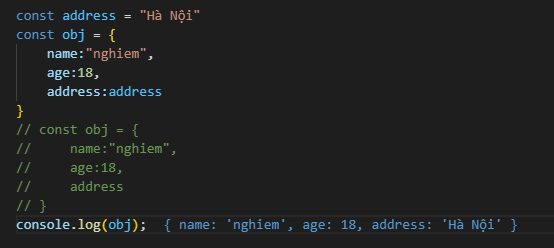 const address = "Hà Nội"
const obj = {
    name:"nghiem",
    age:18,
    address:address
}
// const obj = {
//     name:"nghiem",
//     age:18,
//     address
// }
console.log(obj);  { name: 'nghiem', age: 18, address: 'Hà Nội' }